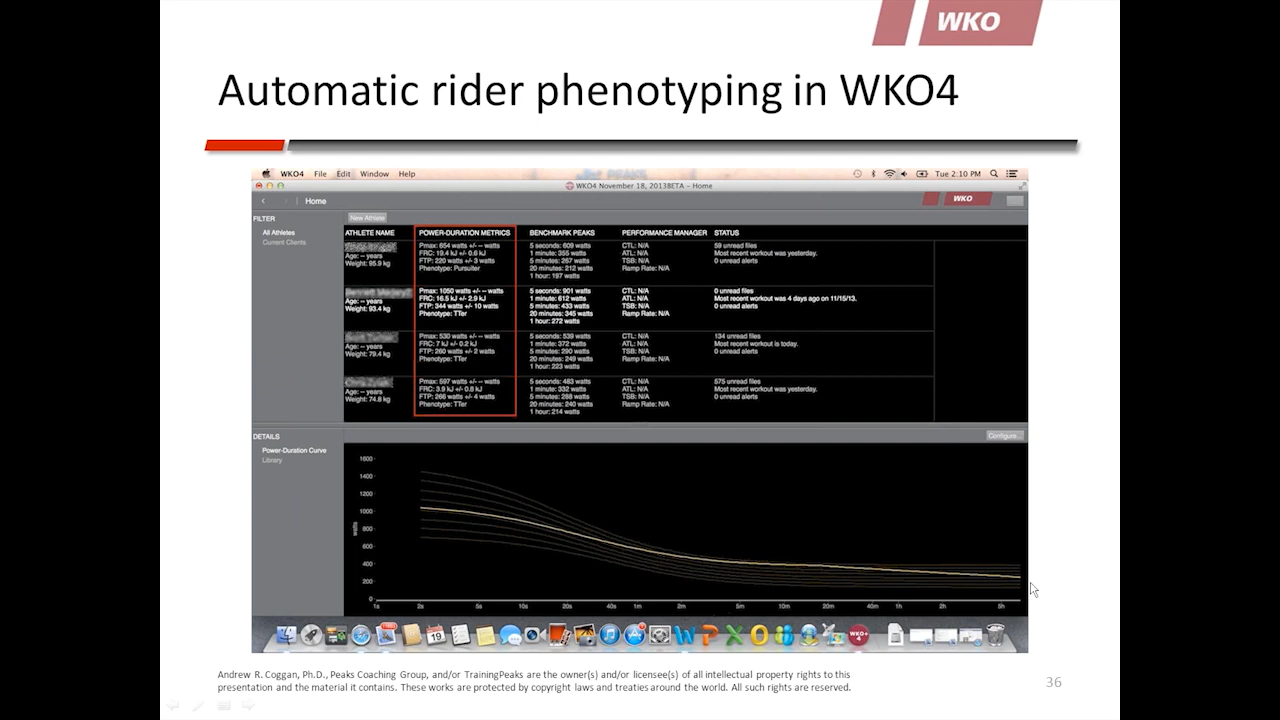 WKO
Automatic rider phenotyping in WKO4
WKO4 File Edit Window Help
Tue 2:10 PM
WKO4 November 18, 2013BETA – Home
Home
WKO
FILTER
New Athlete
All Athletes
Current Clients
ATHLETE NAME POWER-DURATION METRICS BENCHMARK PEAKS PERFORMANCE MANAGER STATUS
Age: -- years
Weight: 95.9 kg
Pmax: 654 watts +/- -- watts
FRC: 19.4 kJ +/- 0.6 kJ
FTP: 220 watts +/- 3 watts
Phenotype: Pursuiter
5 seconds: 609 watts
1 minute: 355 watts
5 minutes: 267 watts
20 minutes: 212 watts
1 hour: 197 watts
CTL: N/A
ATL: N/A
TSB: N/A
Ramp Rate: N/A
59 unread files
Most recent workout was yesterday.
0 unread alerts
Age: -- years
Weight: 93.4 kg
Pmax: 1050 watts +/- -- watts
FRC: 16.5 kJ +/- 2.9 kJ
FTP: 344 watts +/- 10 watts
Phenotype: TTer
5 seconds: 901 watts
1 minute: 612 watts
5 minutes: 433 watts
20 minutes: 345 watts
1 hour: 272 watts
CTL: N/A
ATL: N/A
TSB: N/A
Ramp Rate: N/A
0 unread files
Most recent workout was 4 days ago on 11/15/13.
0 unread alerts
Age: -- years
Weight: 79.4 kg
Pmax: 530 watts +/- -- watts
FRC: 7 kJ +/- 0.2 kJ
FTP: 260 watts +/- 2 watts
Phenotype: TTer
5 seconds: 539 watts
1 minute: 372 watts
5 minutes: 290 watts
20 minutes: 249 watts
1 hour: 223 watts
CTL: N/A
ATL: N/A
TSB: N/A
Ramp Rate: N/A
134 unread files
Most recent workout is today.
0 unread alerts
Age: -- years
Weight: 74.8 kg
Pmax: 597 watts +/- -- watts
FRC: 3.9 kJ +/- 0.8 kJ
FTP: 266 watts +/- 4 watts
Phenotype: TTer
5 seconds: 483 watts
1 minute: 332 watts
5 minutes: 268 watts
20 minutes: 240 watts
1 hour: 214 watts
CTL: N/A
ATL: N/A
TSB: N/A
Ramp Rate: N/A
575 unread files
Most recent workout was yesterday.
0 unread alerts
DETAILS
Configure...
Power-Duration Curve
Library
1600
1400
1200
1000
800
600
400
200
0
watts
1s 2s 5s 10s 20s 40s 1m 2m 5m 10m 20m 40m 1h 2h 5h
19
WKO+
4
Andrew R. Coggan, Ph.D., Peaks Coaching Group, and/or TrainingPeaks are the owner(s) and/or licensee(s) of all intellectual property rights to this
presentation and the material it contains. These works are protected by copyright laws and treaties around the world. All such rights are reserved.
36